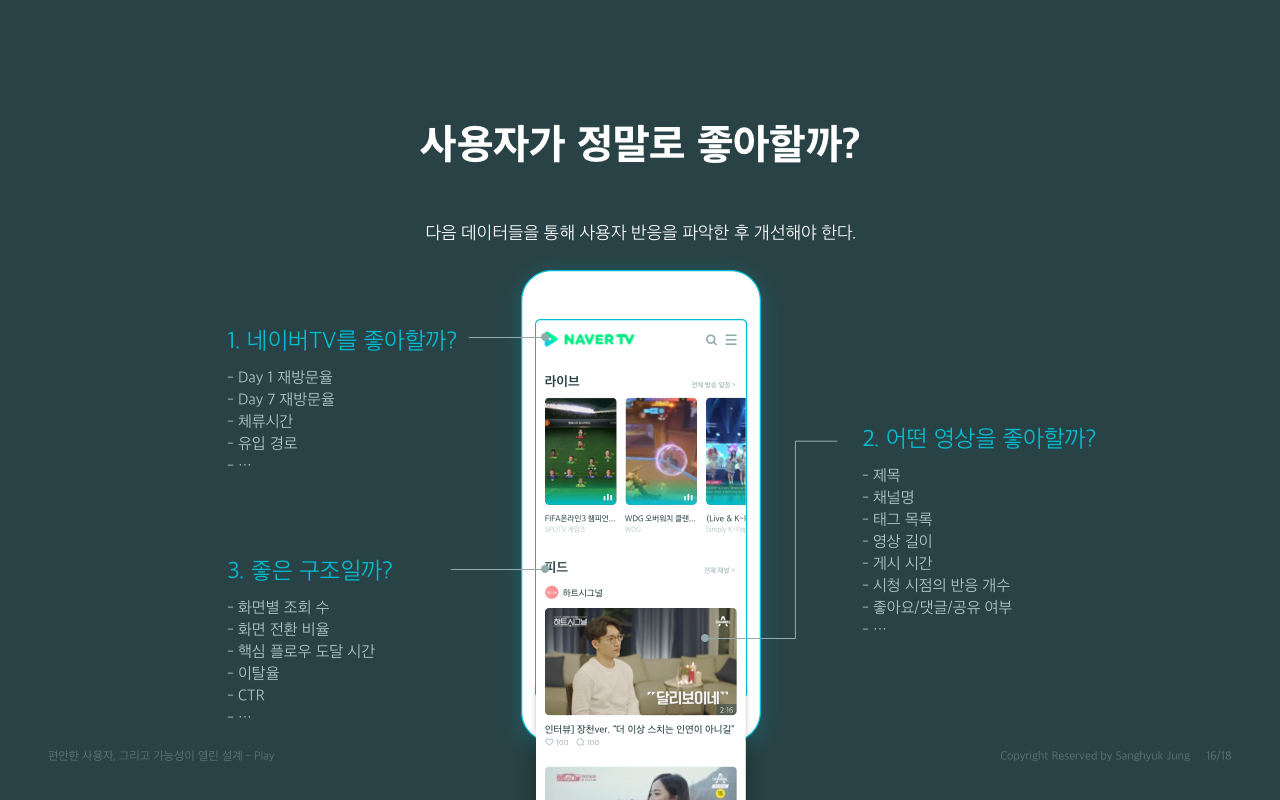 사용자가 정말로 좋아할까?
다음 데이터들을 통해 사용자 반응을 파악한 후 개선해야 한다.
1. 네이버TV를 좋아할까?
- Day 1 재방문율
- Day 7 재방문율
- 체류시간
- 유입 경로
- ...
3. 좋은 구조일까?
- 화면별 조회 수
- 화면 전환 비율
- 핵심 플로우 도달 시간
- 이탈율
- CTR
- ...
NAVER TV
라이브
전체 방송 일정 >
FIFA온라인3 챔피언...
SPOTV 게임즈
WDG 오버워치 클랜...
WDG
(Live & K-P
Simply K-Pop
피드
전체 채널 >
하트시그널
하트시그널
"달리보이네"
2:16
인터뷰] 장천ver. “더 이상 스치는 인연이 아니길”
100 100
2. 어떤 영상을 좋아할까?
- 제목
- 채널명
- 태그 목록
- 영상 길이
- 게시 시간
- 시청 시점의 반응 개수
- 좋아요/댓글/공유 여부
- ...
편안한 사용자, 그리고 가능성이 열린 설계 – Play
Copyright Reserved by Sanghyuk Jung 16/18